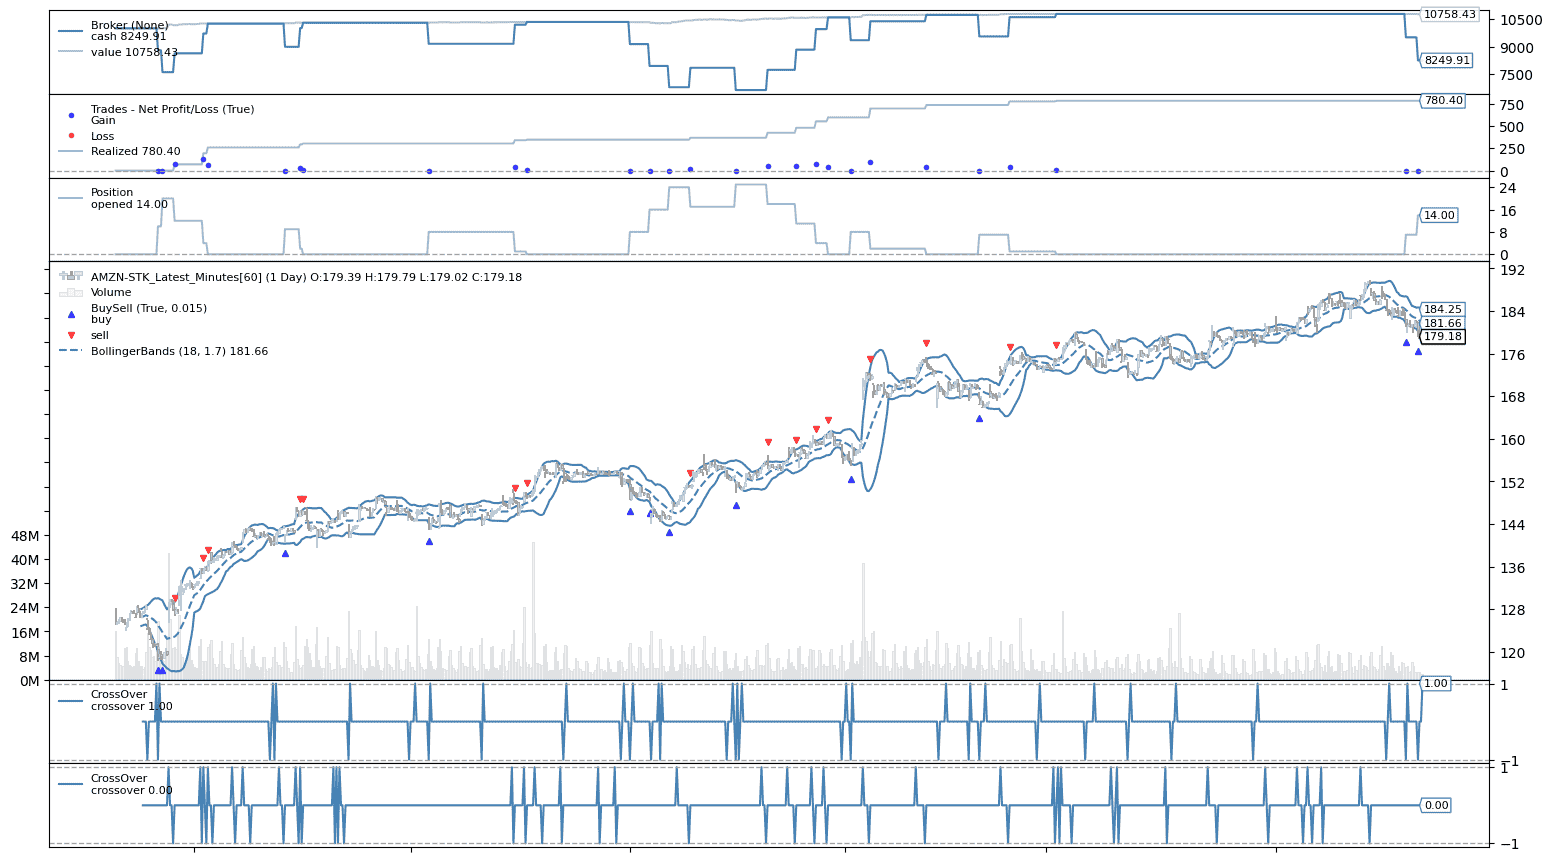 Broker (None)
cash 8249.91
value 10758.43
10758.43
8249.91
10500
9000
7500
Trades - Net Profit/Loss (True)
Gain
Loss
Realized 780.40
780.40
750
500
250
0
Position
opened 14.00
14.00
24
16
8
0
AMZN-STK_Latest_Minutes[60] (1 Day) O:179.39 H:179.79 L:179.02 C:179.18
Volume
BuySell (True, 0.015)
buy
sell
BollingerBands (18, 1.7) 181.66
184.25
181.66
179.18
192
184
176
168
160
152
144
136
128
120
48M
40M
32M
24M
16M
8M
0M
CrossOver
crossover 1.00
1.00
1
−1
CrossOver
crossover 0.00
0.00
1
−1